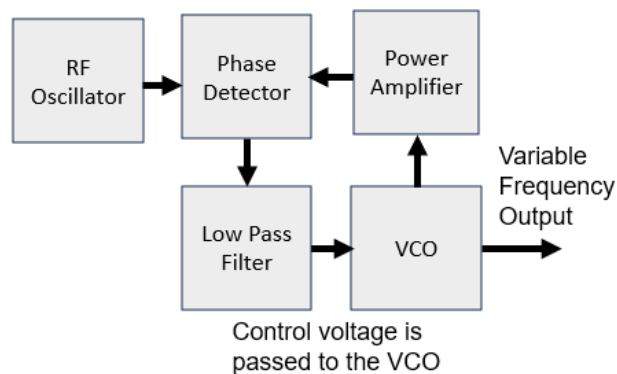 RF
Oscillator
Phase
Detector
Power
Amplifier
Low Pass
Filter
VCO
Variable
Frequency
Output
Control voltage is
passed to the VCO